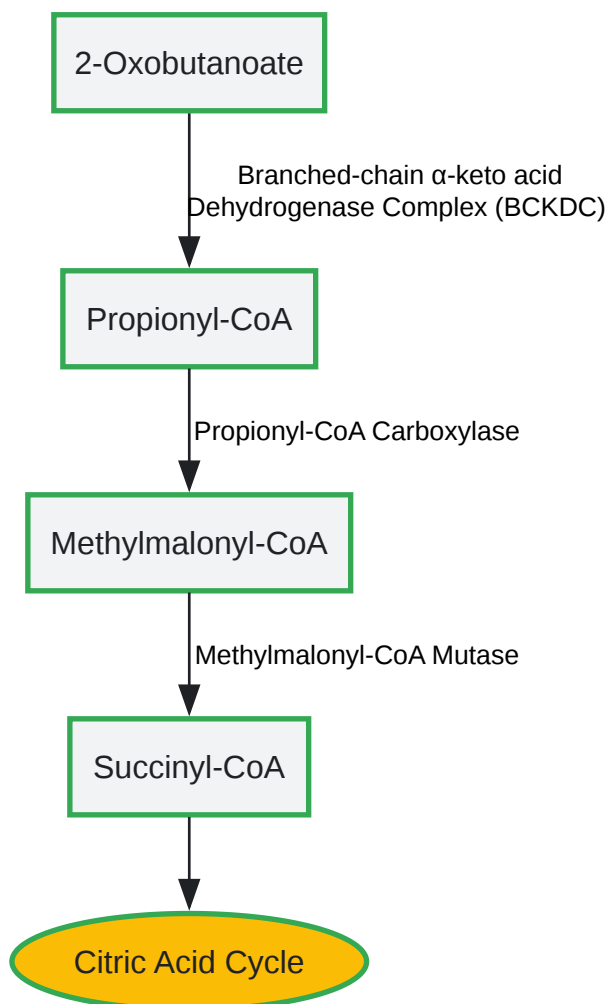 2-Oxobutanoate
Branched-chain α-keto acid
Dehydrogenase Complex (BCKDC)
Propionyl-CoA
Propionyl-CoA Carboxylase
Methylmalonyl-CoA
Methylmalonyl-CoA Mutase
Succinyl-CoA
Citric Acid Cycle